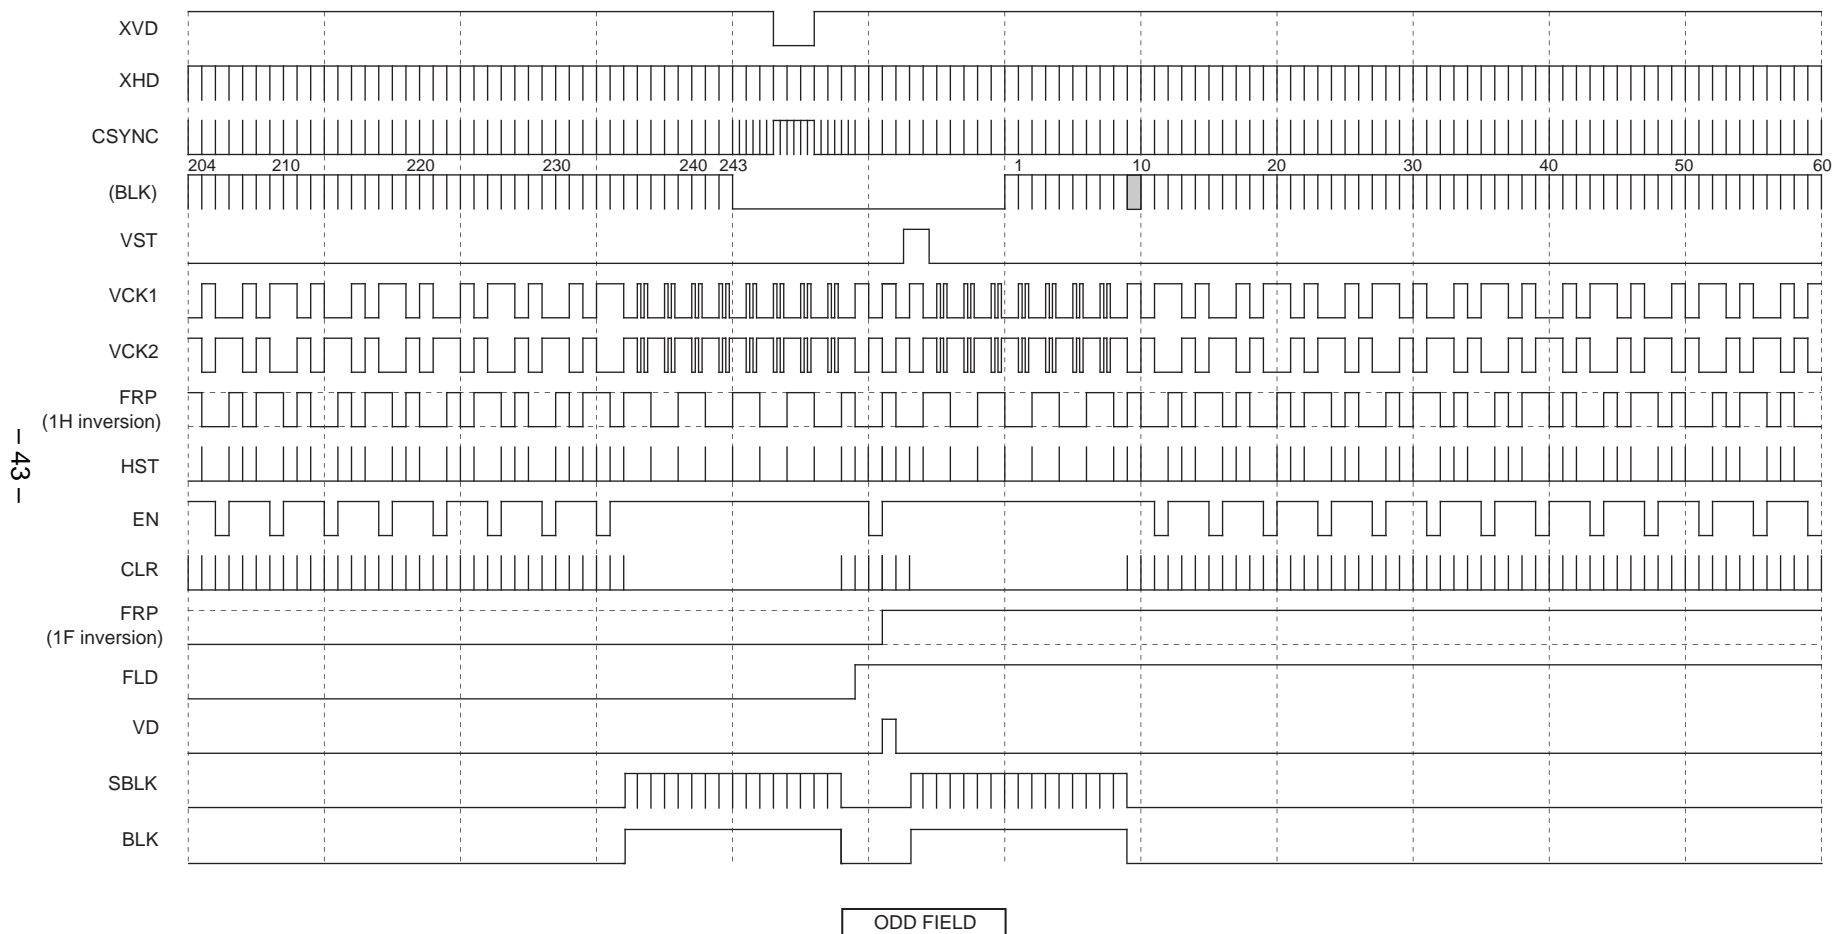 XVD
XHD
CSYNC
204 210 220 230 240 243 1 10 20 30 40 50 60
(BLK)
VST
VCK1
VCK2
FRP
(1H inversion)
HST
EN
CLR
FRP
(1F inversion)
FLD
VD
SBLK
BLK
ODD FIELD
– 43 –